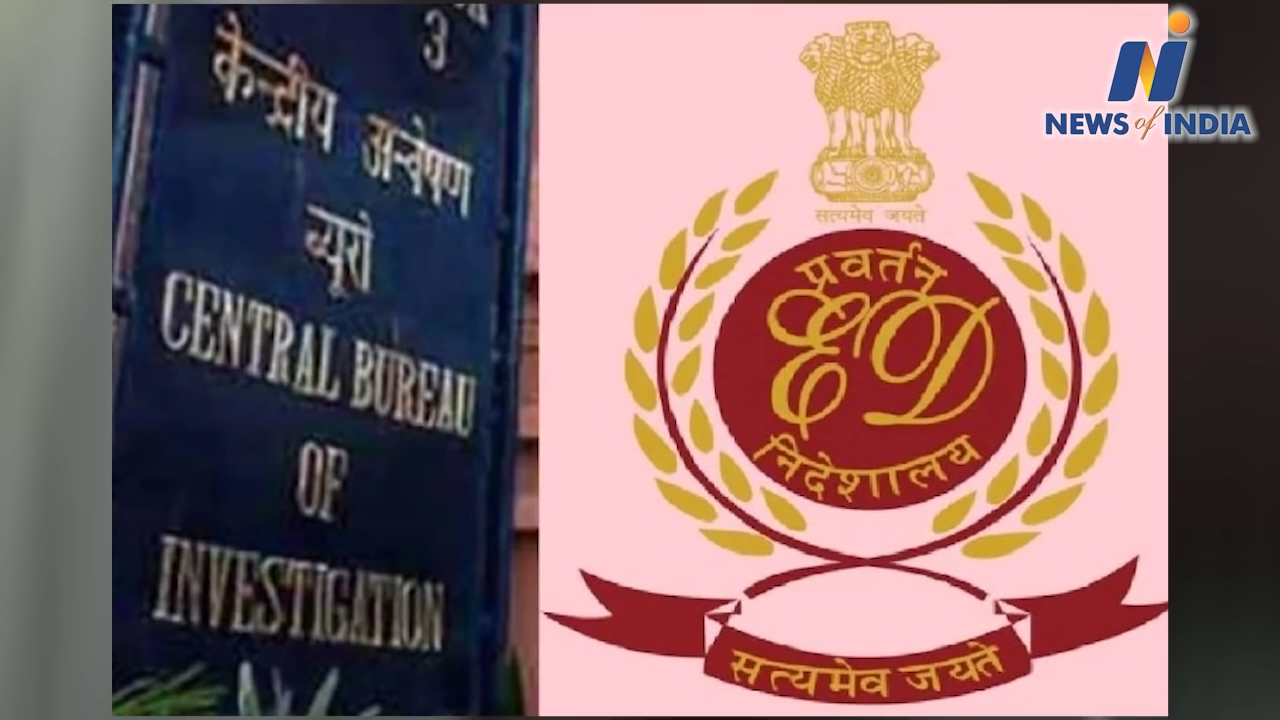 3
केन्द्रीय अन्वेषण
ब्यूरो
CENTRAL BUREAU
OF
INVESTIGATION
सत्यमेव जयते
प्रवर्तन
ED
निदेशालय
सत्यमेव जयते
NEWS of INDIA